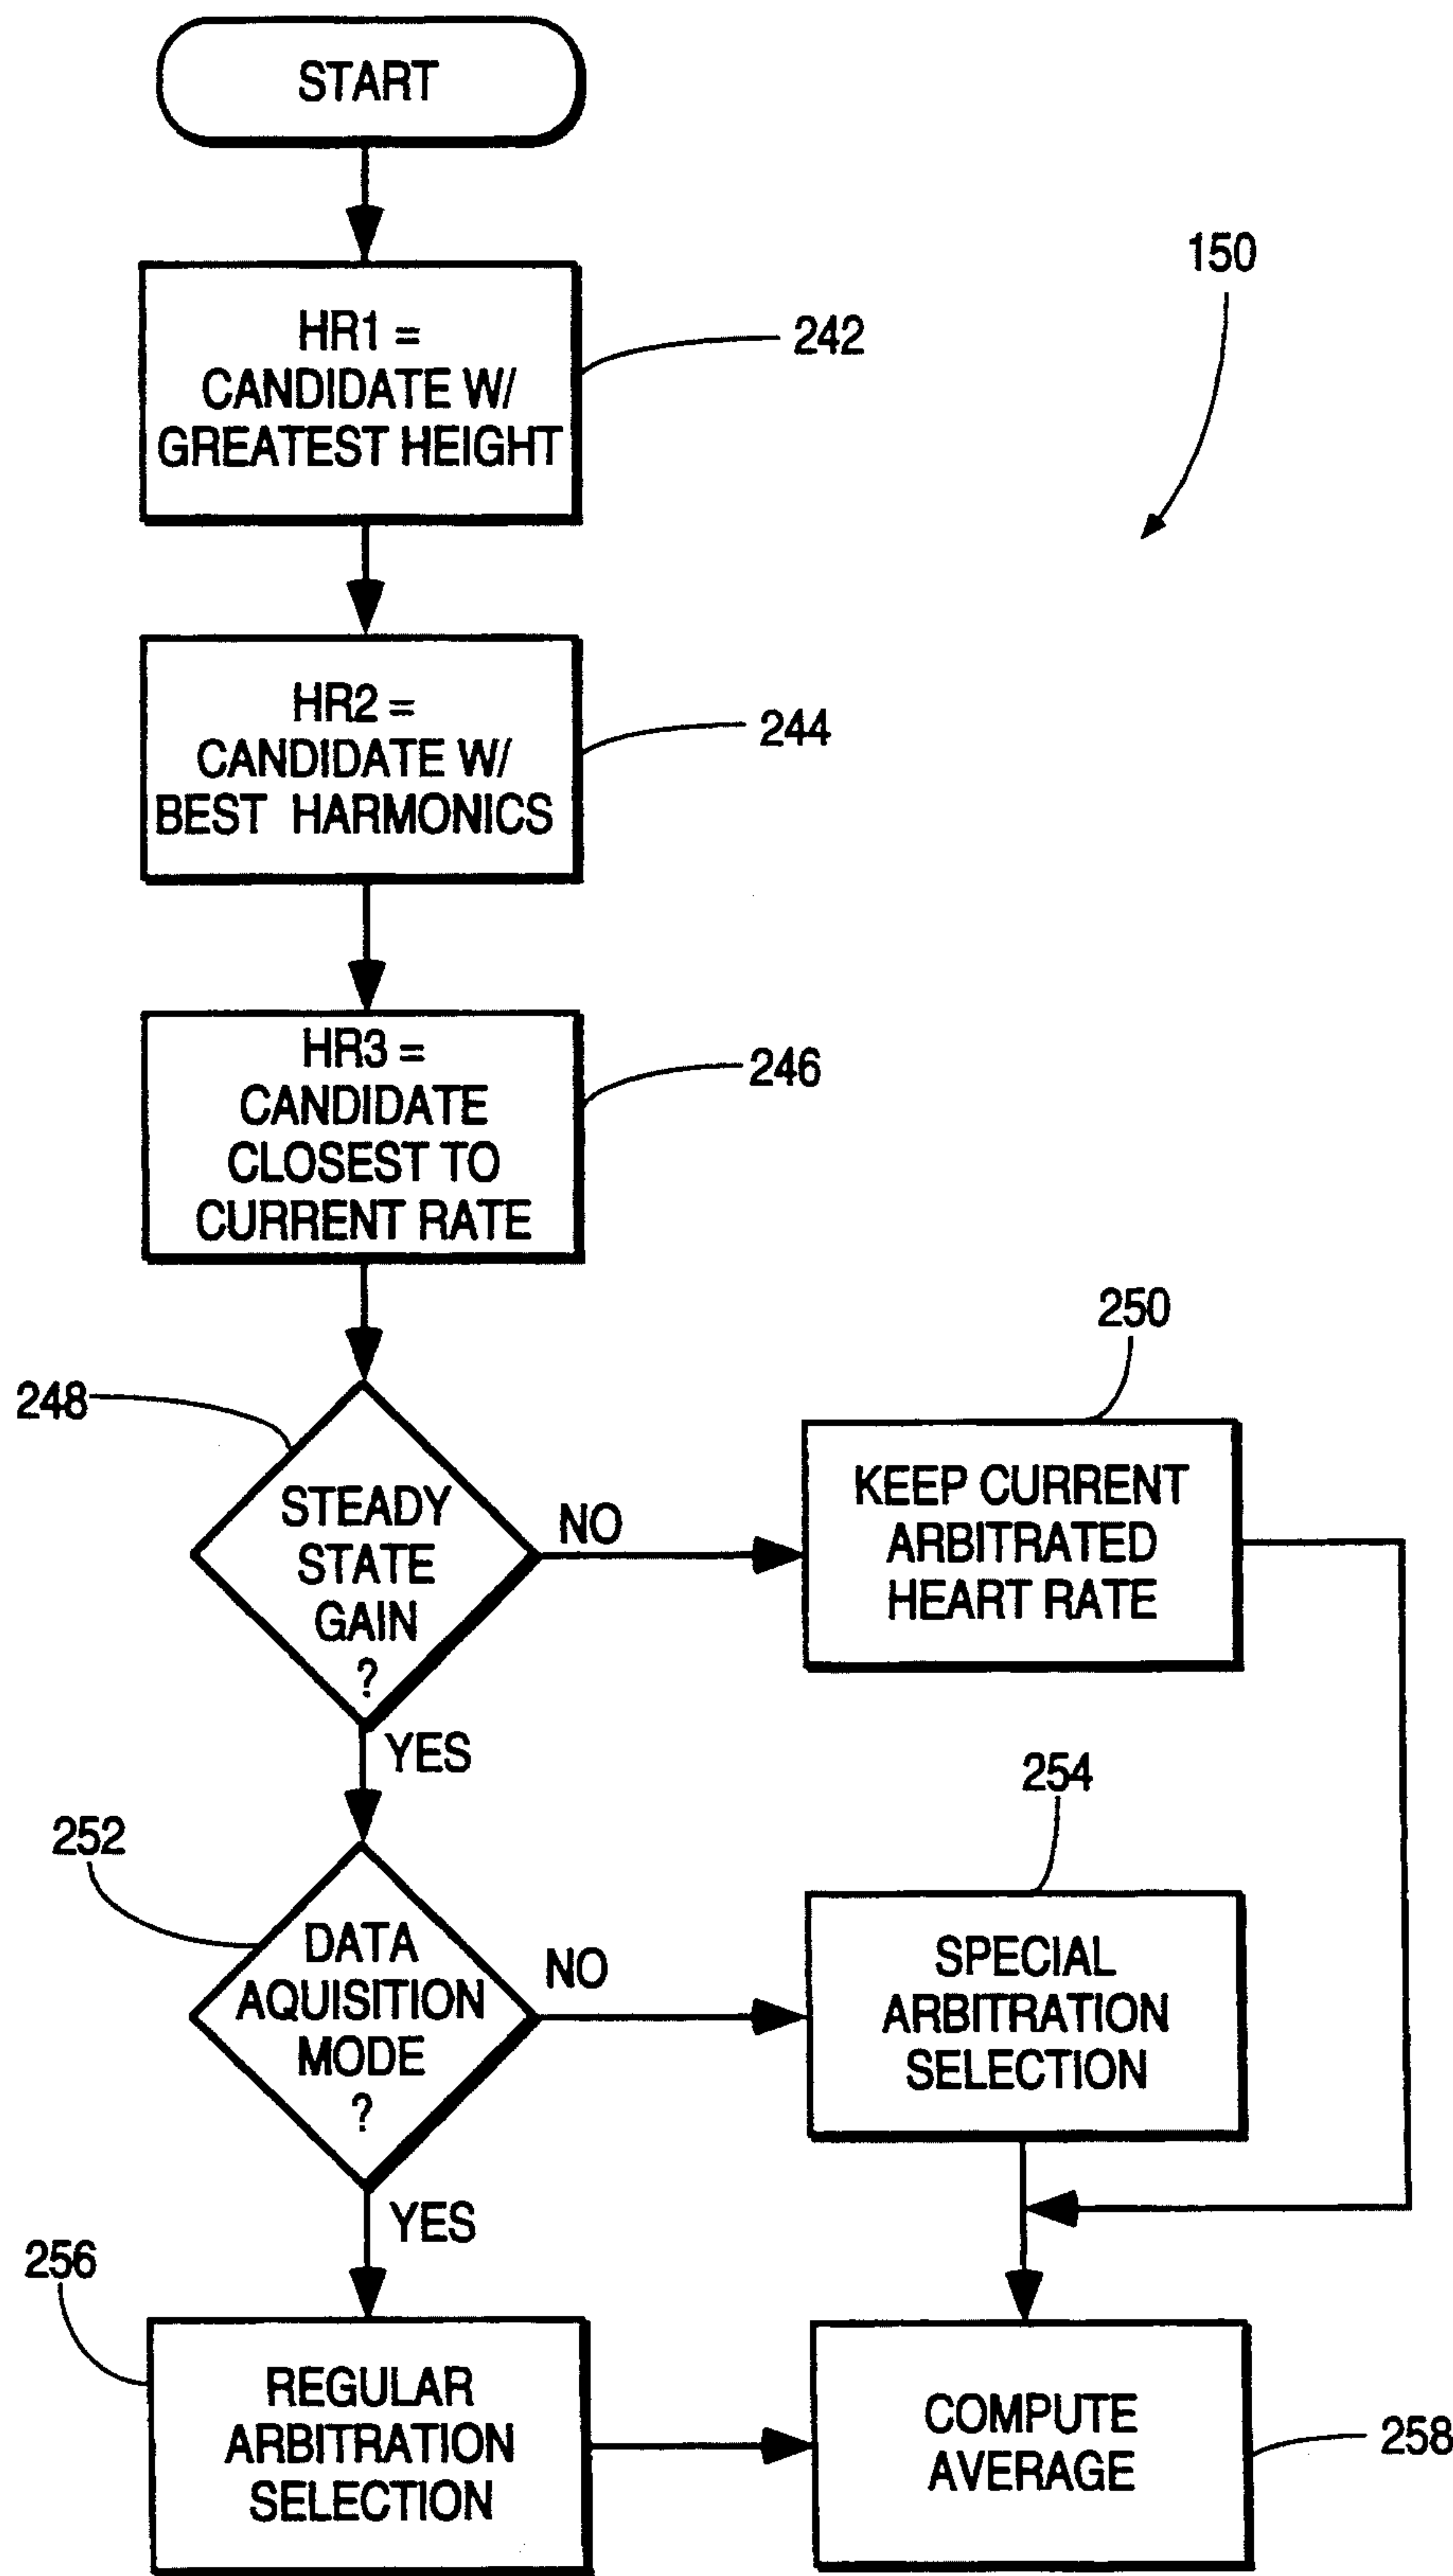 START
150
HR1 =
CANDIDATE W/
GREATEST HEIGHT
242
HR2 =
CANDIDATE W/
BEST HARMONICS
244
HR3 =
CANDIDATE
CLOSEST TO
CURRENT RATE
246
248
STEADY
STATE
GAIN
?
NO
YES
250
KEEP CURRENT
ARBITRATED
HEART RATE
252
DATA
AQUISITION
MODE
?
NO
YES
254
SPECIAL
ARBITRATION
SELECTION
256
REGULAR
ARBITRATION
SELECTION
COMPUTE
AVERAGE
258